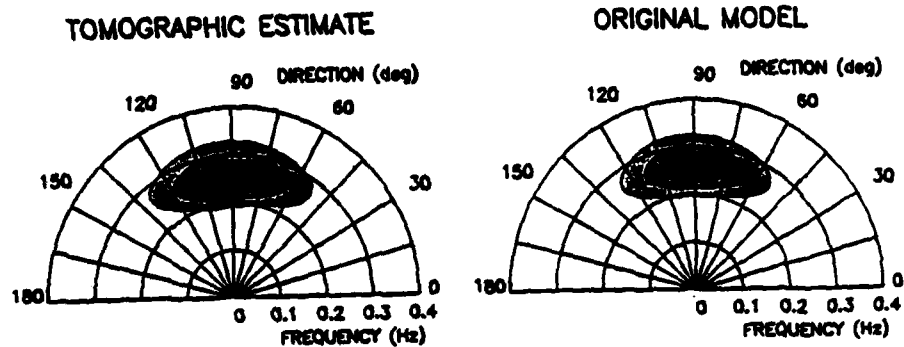 TOMOGRAPHIC ESTIMATE
90 DIRECTION (deg)
120 60
150 30
180 0
0 0.1 0.2 0.3 0.4
FREQUENCY (Hz)
ORIGINAL MODEL
90 DIRECTION (deg)
120 60
150 30
180 0
0 0.1 0.2 0.3 0.4
FREQUENCY (Hz)